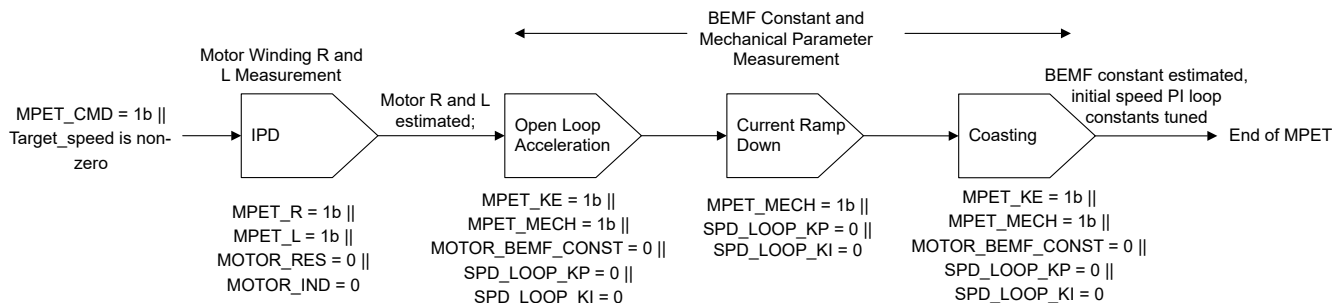 BEMF Constant and
Mechanical Parameter
Measurement
Motor Winding R and
L Measurement
MPET_CMD = 1b ||
Target_speed is non-
zero
IPD
Motor R and L
estimated;
Open Loop
Acceleration
Current Ramp
Down
Coasting
BEMF constant estimated,
initial speed PI loop
constants tuned
End of MPET
MPET_R = 1b ||
MPET_L = 1b ||
MOTOR_RES = 0 ||
MOTOR_IND = 0
MPET_KE = 1b ||
MPET_MECH = 1b ||
MOTOR_BEMF_CONST = 0 ||
SPD_LOOP_KP = 0 ||
SPD_LOOP_KI = 0
MPET_MECH = 1b ||
SPD_LOOP_KP = 0 ||
SPD_LOOP_KI = 0
MPET_KE = 1b ||
MPET_MECH = 1b ||
MOTOR_BEMF_CONST = 0 ||
SPD_LOOP_KP = 0 ||
SPD_LOOP_KI = 0